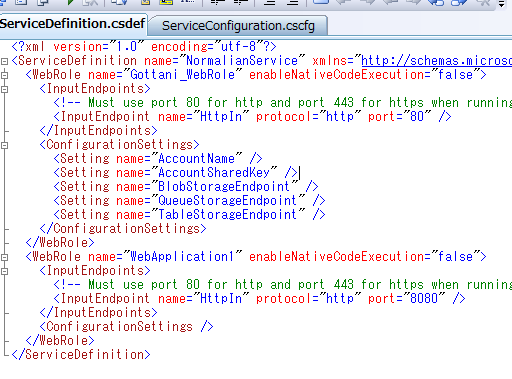 ServiceDefinition.csdef ServiceConfiguration.cscfg
<?xml version="1.0" encoding="utf-8"?>
<ServiceDefinition name="NormalianService" xmlns="http://schemas.microso
<WebRole name="Gottani_WebRole" enableNativeCodeExecution="false">
<InputEndpoints>
<!-- Must use port 80 for http and port 443 for https when running
<InputEndpoint name="HttpIn" protocol="http" port="80" />
</InputEndpoints>
<ConfigurationSettings>
<Setting name="AccountName" />
<Setting name="AccountSharedKey" />
<Setting name="BlobStorageEndpoint" />
<Setting name="QueueStorageEndpoint" />
<Setting name="TableStorageEndpoint" />
</ConfigurationSettings>
</WebRole>
<WebRole name="WebApplication1" enableNativeCodeExecution="false">
<InputEndpoints>
<!-- Must use port 80 for http and port 443 for https when running
<InputEndpoint name="HttpIn" protocol="http" port="8080" />
</InputEndpoints>
<ConfigurationSettings />
</WebRole>
</ServiceDefinition>